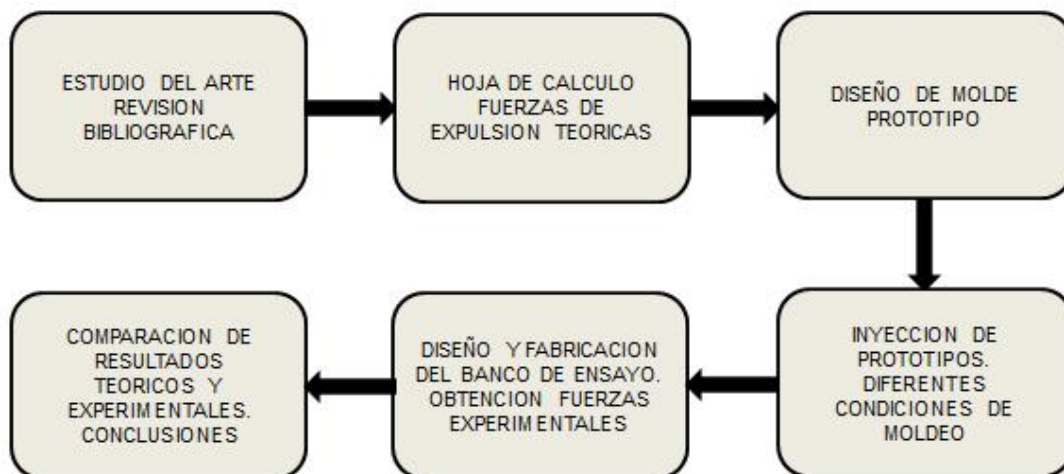 ESTUDIO DEL ARTE
REVISION
BIBLIOGRAFICA
HOJA DE CALCULO
FUERZAS DE
EXPULSION TEORICAS
DISEÑO DE MOLDE
PROTOTIPO
INYECCION DE
PROTOTIPOS.
DIFERENTES
CONDICIONES DE
MOLDEO
DISEÑO Y FABRICACION
DEL BANCO DE ENSAYO.
OBTENCION FUERZAS
EXPERIMENTALES
COMPARACION DE
RESULTADOS
TEORICOS Y
EXPERIMENTALES.
CONCLUSIONES